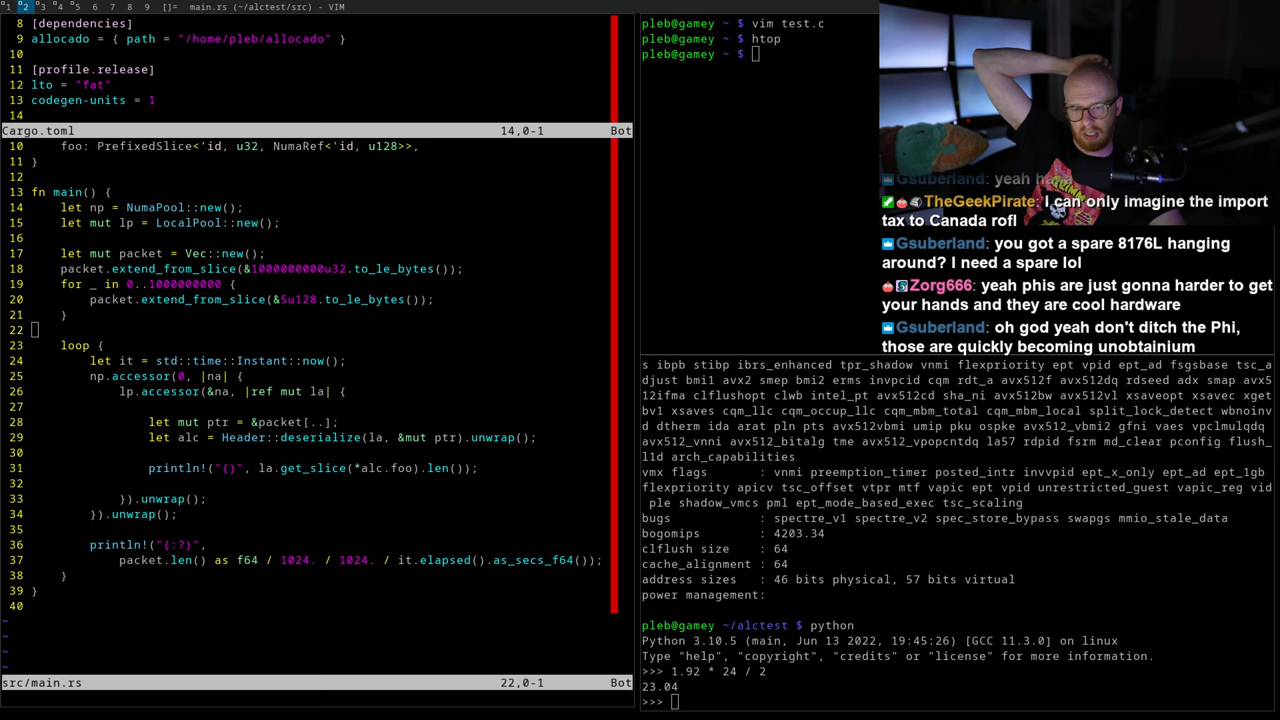 1 2 3 4 5 6 7 8 9 []= main.rs (~/alctest/src) - VIM
8 [dependencies]
9 allocado = { path = "/home/pleb/allocado" }
10
11 [profile.release]
12 lto = "fat"
13 codegen-units = 1
14
Cargo.toml 14,0-1 Bot
10 foo: PrefixedSlice<'id, u32, NumaRef<'id, u128>>,
11 }
12
13 fn main() {
14 let np = NumaPool::new();
15 let mut lp = LocalPool::new();
16
17 let mut packet = Vec::new();
18 packet.extend_from_slice(&1000000000u32.to_le_bytes());
19 for _ in 0..1000000000 {
20 packet.extend_from_slice(&5u128.to_le_bytes());
21 }
22
23 loop {
24 let it = std::time::Instant::now();
25 np.accessor(0, |na| {
26 lp.accessor(&na, |ref mut la| {
27
28 let mut ptr = &packet[..];
29 let alc = Header::deserialize(la, &mut ptr).unwrap();
30
31 println!("{}", la.get_slice(*alc.foo).len());
32
33 }).unwrap();
34 }).unwrap();
35
36 println!("{:?}",
37 packet.len() as f64 / 1024. / 1024. / it.elapsed().as_secs_f64());
38 }
39 }
40
~
~
~
~
src/main.rs 22,0-1 Bot
pleb@gamey ~ $ vim test.c
pleb@gamey ~ $ htop
pleb@gamey ~ $
Gsuberland: yeah
TheGeekPirate: I can only imagine the import
tax to Canada rofl
Gsuberland: you got a spare 8176L hanging
around? I need a spare lol
Zorg666: yeah phis are just gonna harder to get
your hands and they are cool hardware
Gsuberland: oh god yeah don't ditch the Phi,
those are quickly becoming unobtainium
s ibpb stibp ibrs_enhanced tpr_shadow vnmi flexpriority ept vpid ept_ad fsgsbase tsc_a
djust bmi1 avx2 smep bmi2 erms invpcid cqm rdt_a avx512f avx512dq rdseed adx smap avx5
12ifma clflushopt clwb intel_pt avx512cd sha_ni avx512bw avx512vl xsaveopt xsavec xget
bv1 xsaves cqm_llc cqm_occup_llc cqm_mbm_total cqm_mbm_local split_lock_detect wbnoinv
d dtherm ida arat pln pts avx512vbmi umip pku ospke avx512_vbmi2 gfni vaes vpclmulqdq
avx512_vnni avx512_bitalg tme avx512_vpopcntdq la57 rdpid fsrm md_clear pconfig flush_
l1d arch_capabilities
vmx flags : vnmi preemption_timer posted_intr invvpid ept_x_only ept_ad ept_1gb
flexpriority apicv tsc_offset vtpr mtf vapic ept vpid unrestricted_guest vapic_reg vid
ple shadow_vmcs pml ept_mode_based_exec tsc_scaling
bugs : spectre_v1 spectre_v2 spec_store_bypass swapgs mmio_stale_data
bogomips : 4203.34
clflush size : 64
cache_alignment : 64
address sizes : 46 bits physical, 57 bits virtual
power management:
pleb@gamey ~/alctest $ python
Python 3.10.5 (main, Jun 13 2022, 19:45:26) [GCC 11.3.0] on linux
Type "help", "copyright", "credits" or "license" for more information.
>>> 1.92 * 24 / 2
23.04
>>>